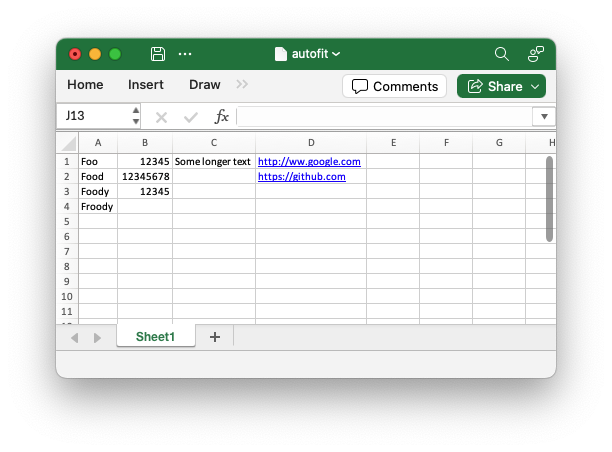 autofit
Home Insert Draw Comments Share
J13 fx
A B C D E F G H
1 Foo 12345 Some longer text http://ww.google.com
2 Food 12345678 https://github.com
3 Foody 12345
4 Froody
5
6
7
8
9
10
11
Sheet1 +